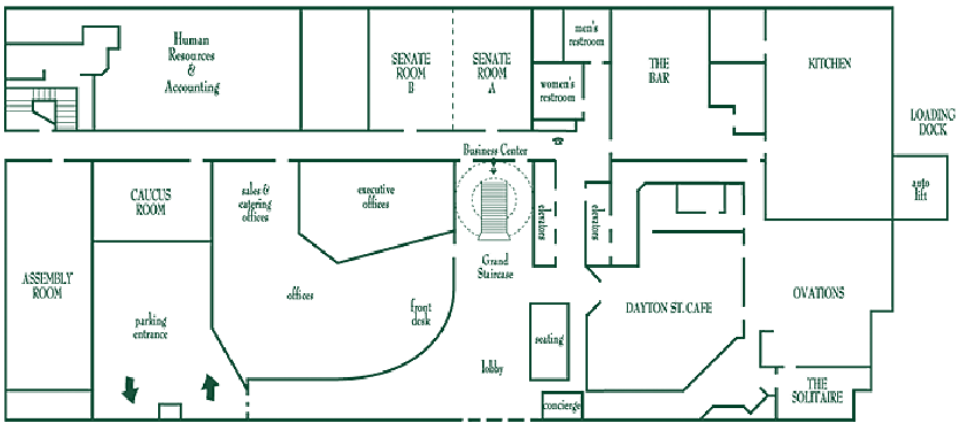 Human
Resources
&
Accounting
SENATE
ROOM
B
SENATE
ROOM
A
men's
restroom
women's
restroom
THE
BAR
KITCHEN
LOADING
DOCK
auto
lift
Business Center
CAUCUS
ROOM
sales &
catering
offices
executive
offices
elevators
elevators
Grand
Staircase
ASSEMBLY
ROOM
parking
entrance
offices
front
desk
lobby
seating
concierge
DAYTON ST. CAFE
OVATIONS
THE
SOLITAIRE